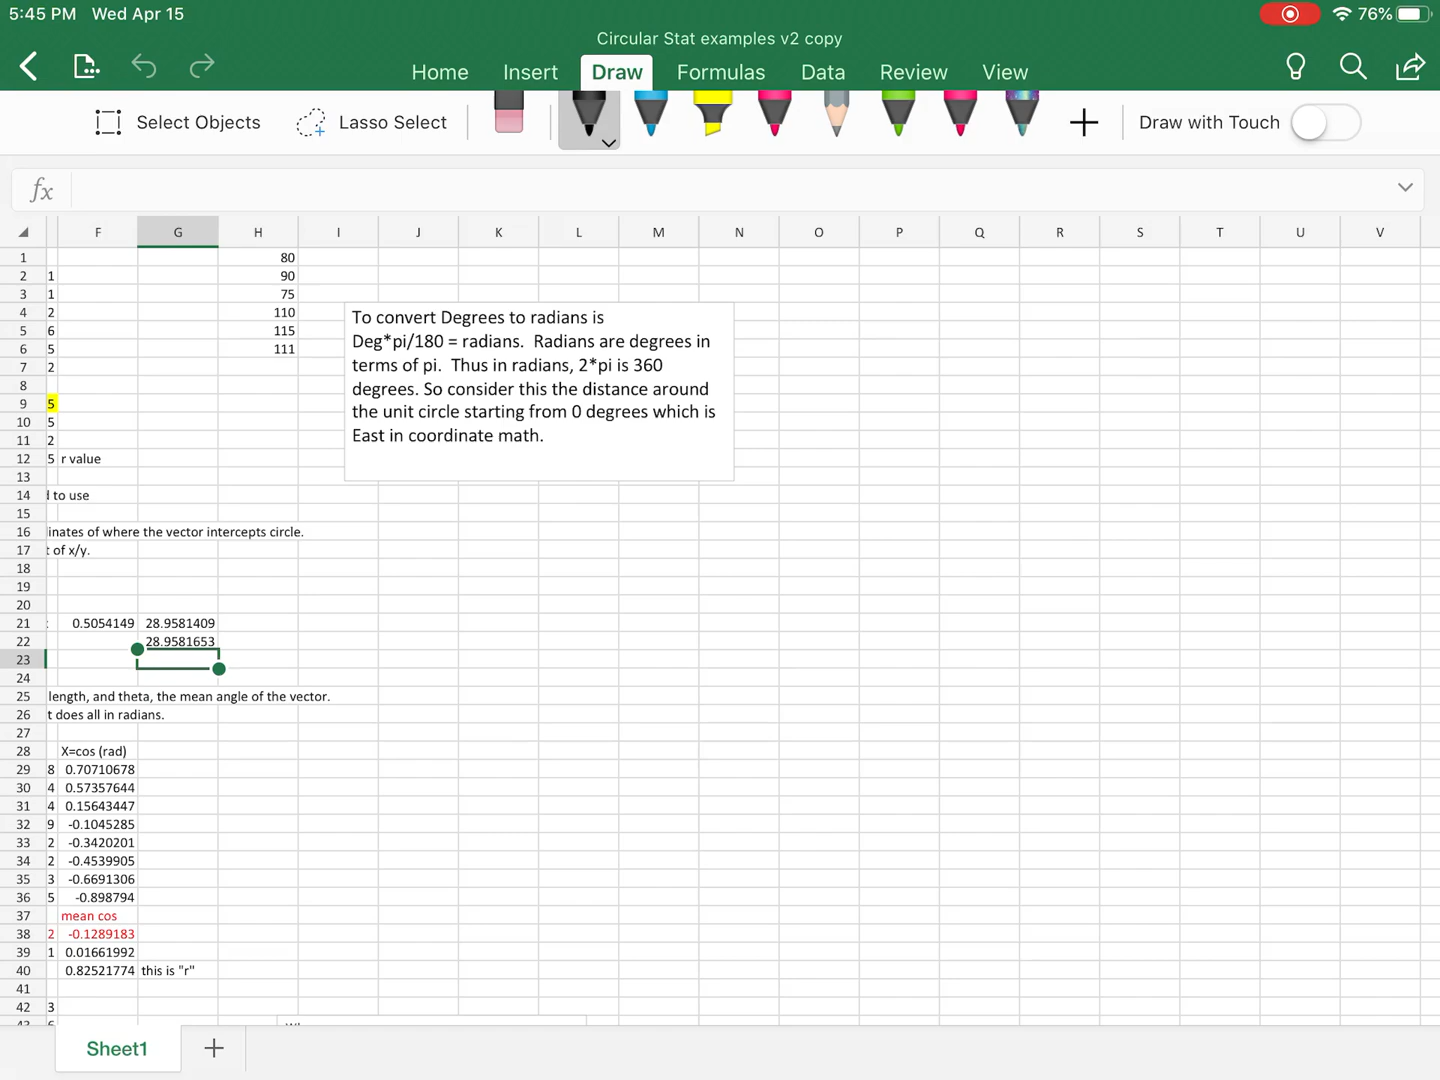 5:45 PM Wed Apr 15
76%
Circular Stat examples v2 copy
Home Insert Draw Formulas Data Review View
Select Objects Lasso Select Draw with Touch
fx
F G H I J K L M N O P Q R S T U V
1 80
2 1 90
3 1 75
4 2 110
5 6 115
6 5 111
7 2
8
9 5
10 5
11 2
12 5 r value
13
14 d to use
15
16 inates of where the vector intercepts circle.
17 t of x/y.
18
19
20
21 : 0.5054149 28.9581409
22 28.9581653
23
24
25 length, and theta, the mean angle of the vector.
26 t does all in radians.
27
28 X=cos (rad)
29 8 0.70710678
30 4 0.57357644
31 4 0.15643447
32 9 -0.1045285
33 2 -0.3420201
34 2 -0.4539905
35 3 -0.6691306
36 5 -0.898794
37 mean cos
38 2 -0.1289183
39 1 0.01661992
40 0.82521774 this is "r"
41
42 3
To convert Degrees to radians is
Deg*pi/180 = radians. Radians are degrees in
terms of pi. Thus in radians, 2*pi is 360
degrees. So consider this the distance around
the unit circle starting from 0 degrees which is
East in coordinate math.
Sheet1